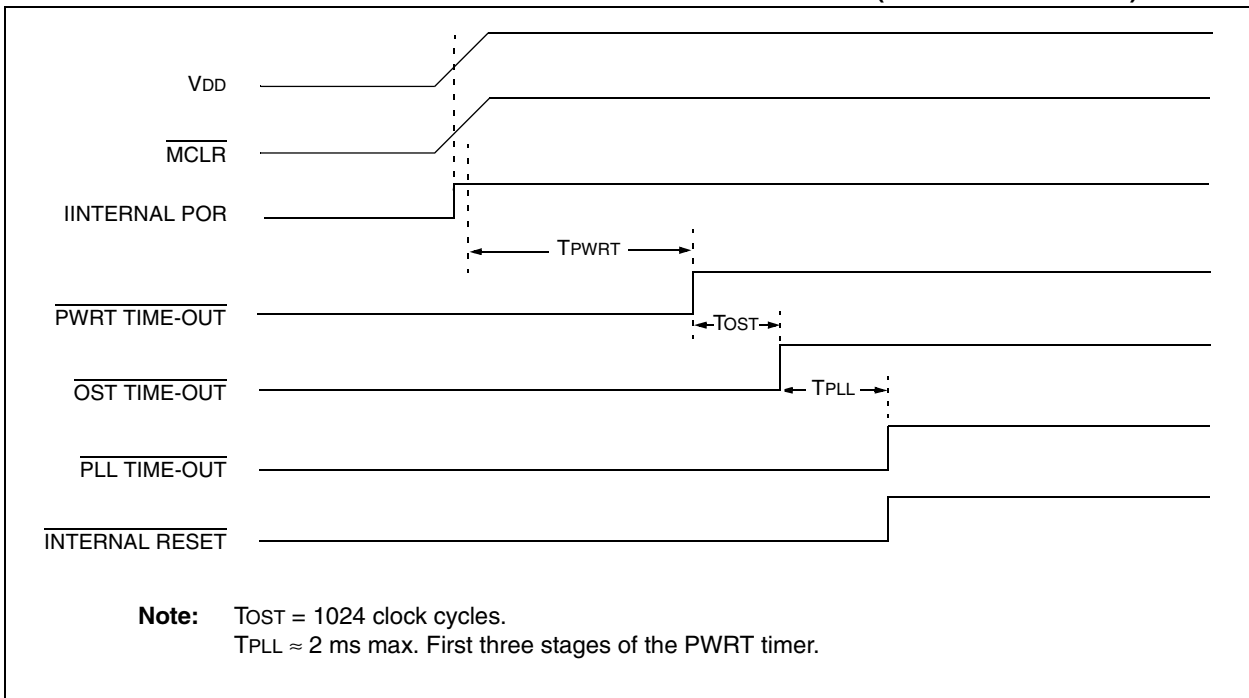 VDD
MCLR
IINTERNAL POR
TPWRT
PWRT TIME-OUT
TOST
OST TIME-OUT
TPLL
PLL TIME-OUT
INTERNAL RESET
Note: TOST = 1024 clock cycles.
TPLL ≈ 2 ms max. First three stages of the PWRT timer.